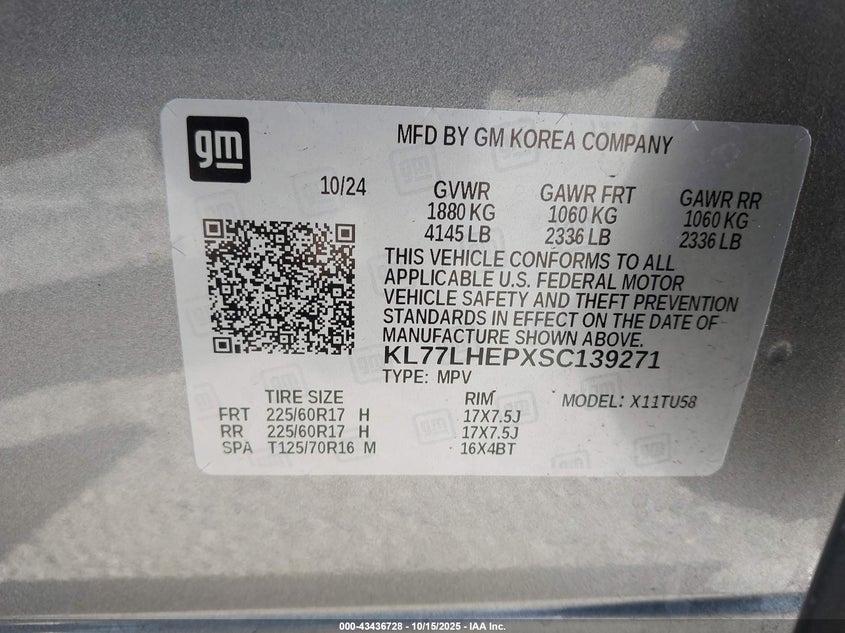 gm
MFD BY GM KOREA COMPANY
10/24 GVWR GAWR FRT GAWR RR
1880 KG 1060 KG 1060 KG
4145 LB 2336 LB 2336 LB
THIS VEHICLE CONFORMS TO ALL
APPLICABLE U.S. FEDERAL MOTOR
VEHICLE SAFETY AND THEFT PREVENTION
STANDARDS IN EFFECT ON THE DATE OF
MANUFACTURE SHOWN ABOVE.
KL77LHEPXSC139271
TYPE: MPV
TIRE SIZE RIM MODEL: X11TU58
FRT 225/60R17 H 17X7.5J
RR 225/60R17 H 17X7.5J
SPA T125/70R16 M 16X4BT
000-43436728 - 10/15/2025 - IAA Inc.